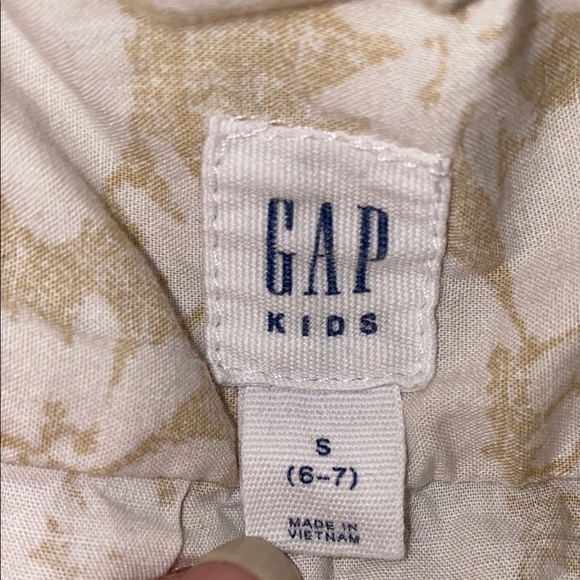 GAP
KIDS
S
(6-7)
MADE IN
VIETNAM